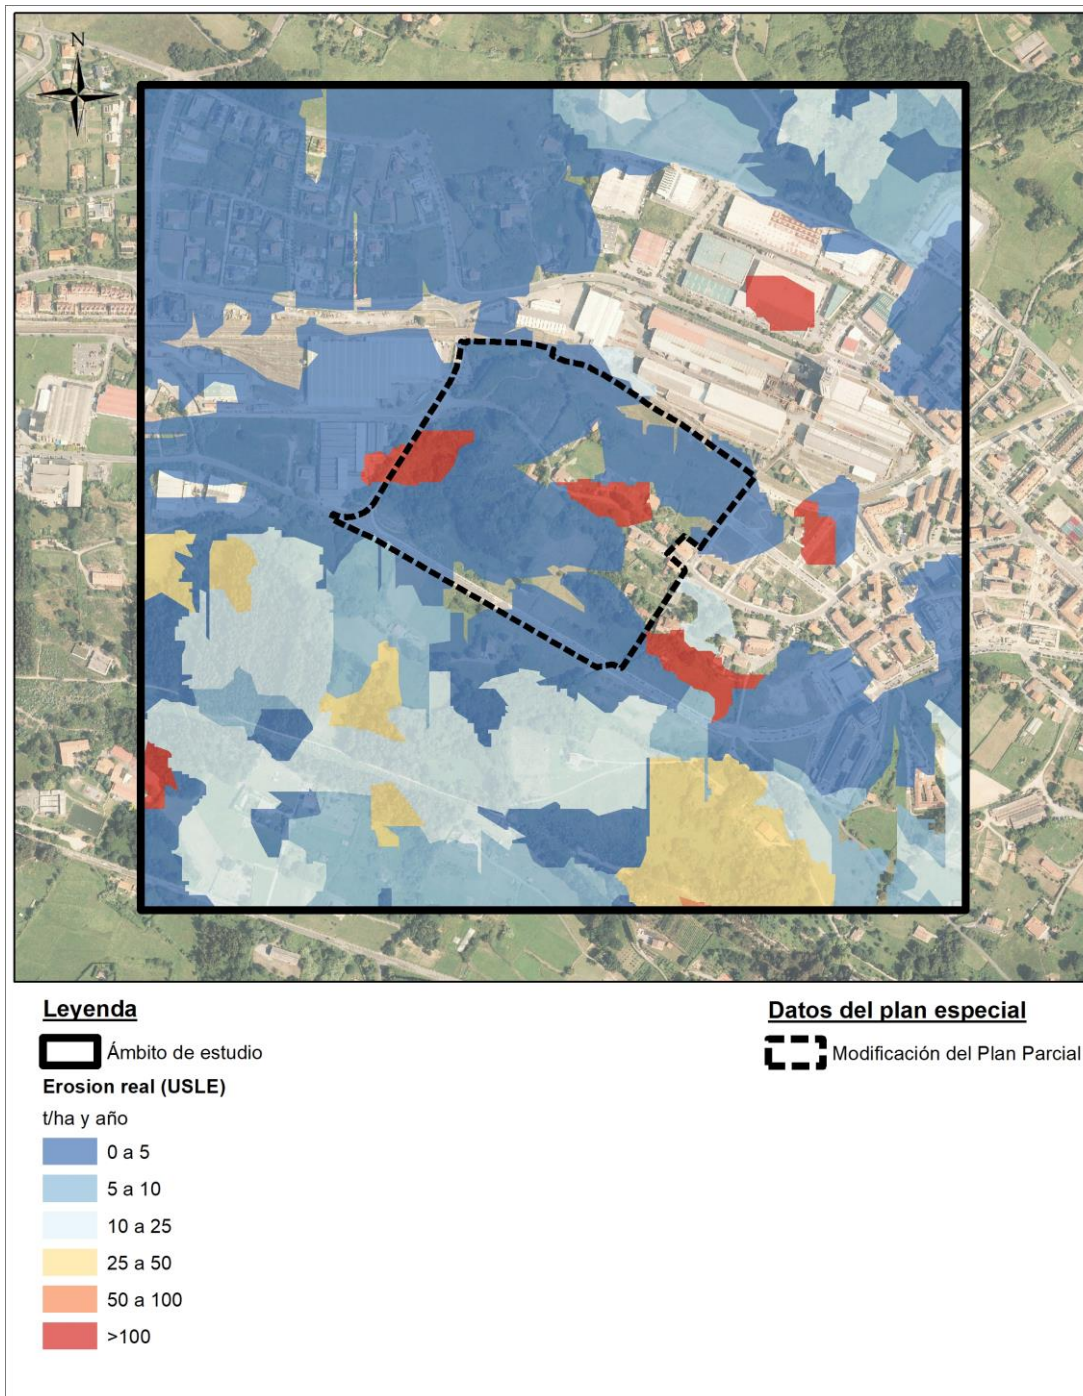 N
Leyenda
Ámbito de estudio
Erosion real (USLE)
t/ha y año
0 a 5
5 a 10
10 a 25
25 a 50
50 a 100
>100
Datos del plan especial
Modificación del Plan Parcial